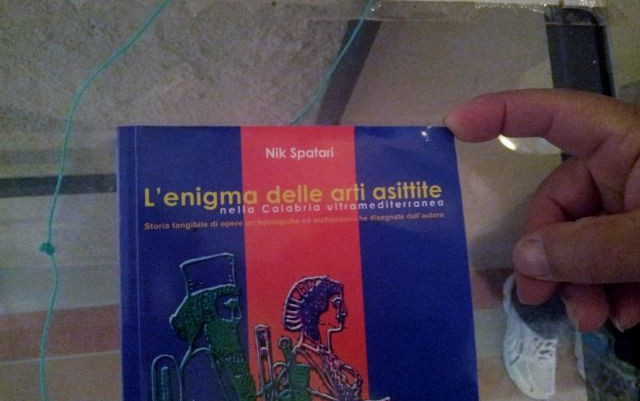 Nik Spatari
L'enigma delle arti asittite
nella Calabria ultramediterranea
Storia tangibile di opere archeologiche ed architettoniche disegnate dall'autore